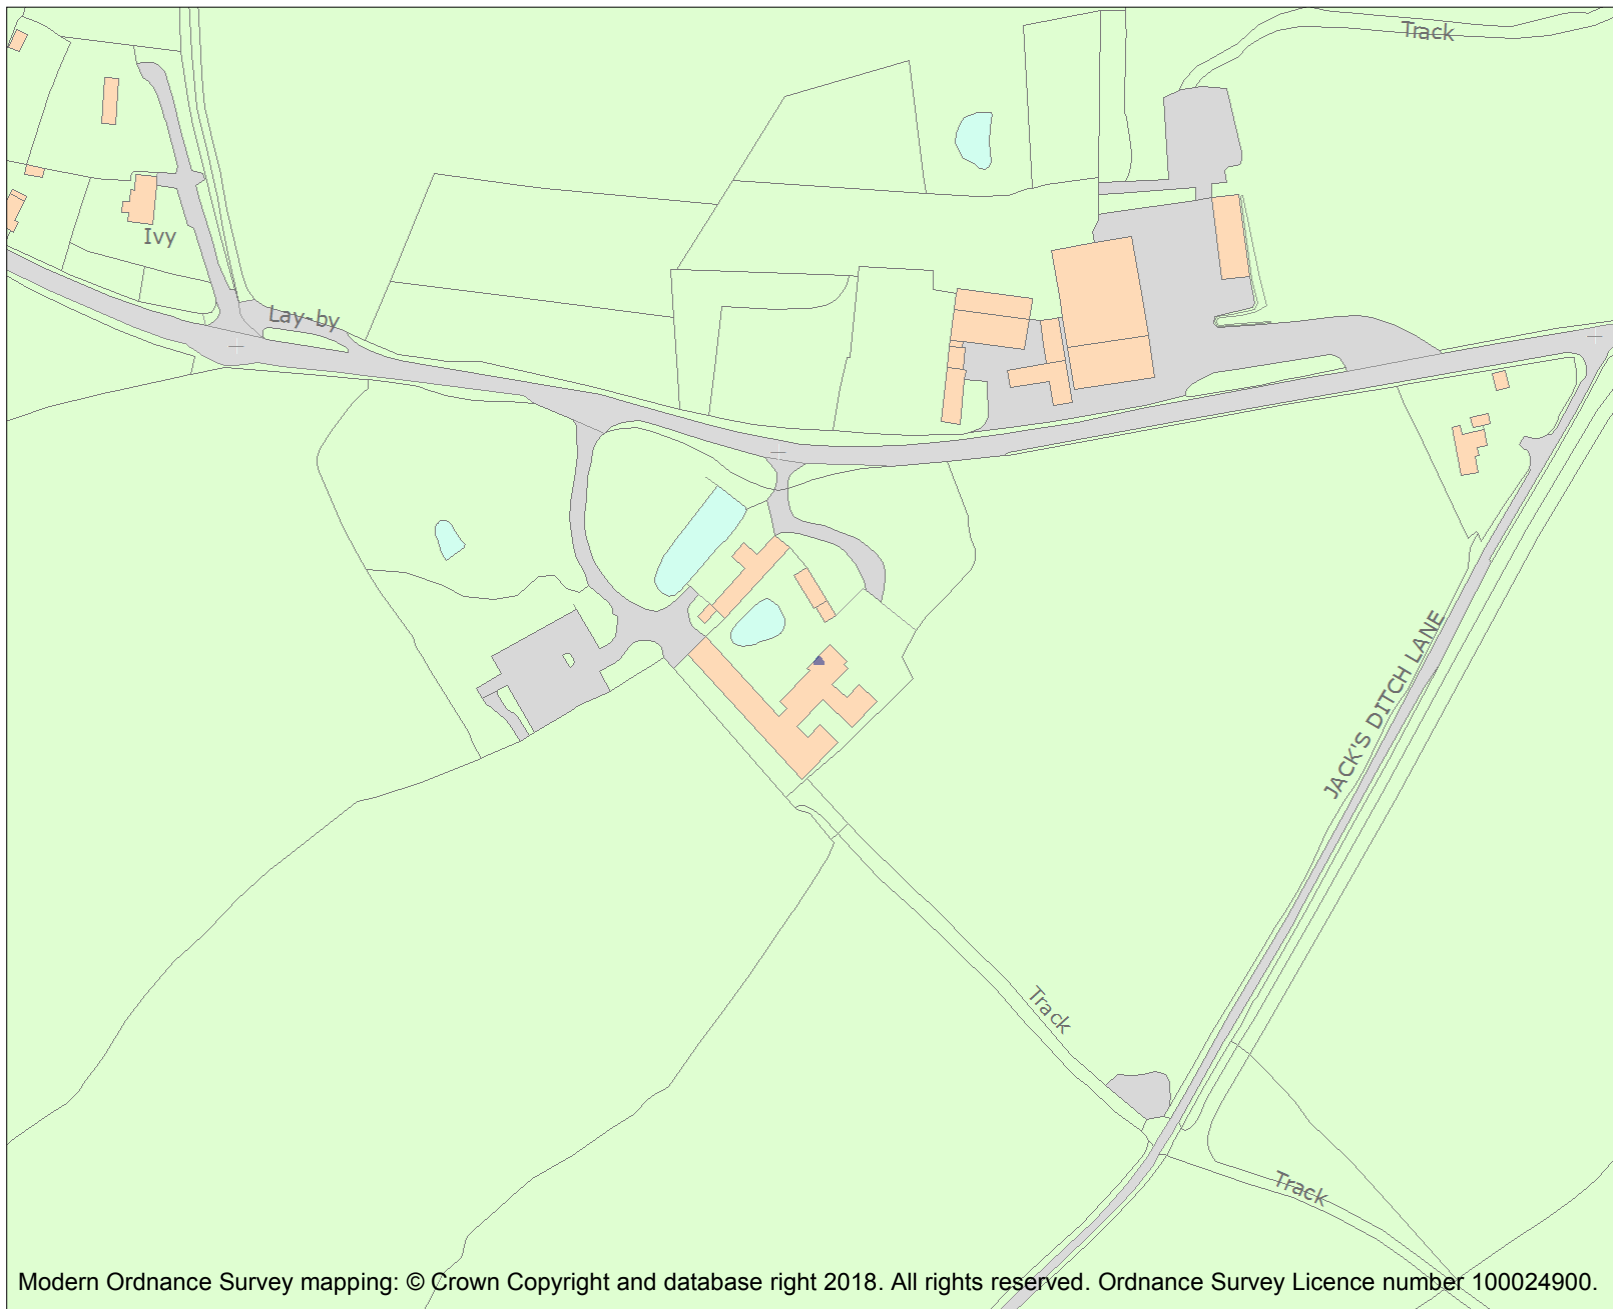 Track
Ivy
Lay-by
JACK'S DITCH LANE
Track
Track
Modern Ordnance Survey mapping: © Crown Copyright and database right 2018. All rights reserved. Ordnance Survey Licence number 100024900.